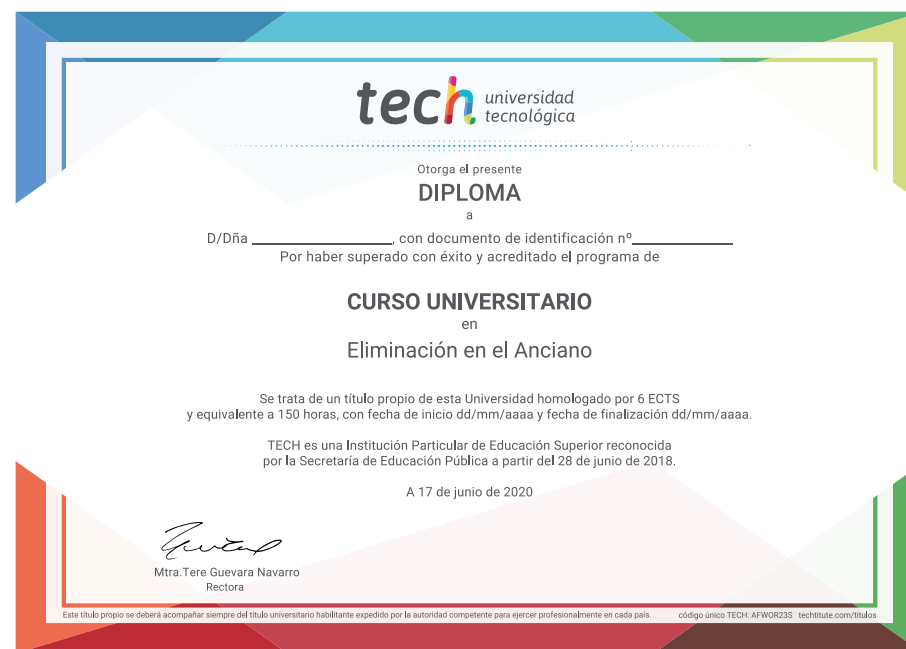 tech universidad
tecnológica
Otorga el presente
DIPLOMA
a
D/Dña ____________________, con documento de identificación nº______________
Por haber superado con éxito y acreditado el programa de
CURSO UNIVERSITARIO
en
Eliminación en el Anciano
Se trata de un título propio de esta Universidad homologado por 6 ECTS
y equivalente a 150 horas, con fecha de inicio dd/mm/aaaa y fecha de finalización dd/mm/aaaa.
TECH es una Institución Particular de Educación Superior reconocida
por la Secretaría de Educación Pública a partir del 28 de junio de 2018.
A 17 de junio de 2020
Mtra.Tere Guevara Navarro
Rectora
Este título propio se deberá acompañar siempre del título universitario habilitante expedido por la autoridad competente para ejercer profesionalmente en cada país. código único TECH: AFWOR23S techtitute.com/titulos